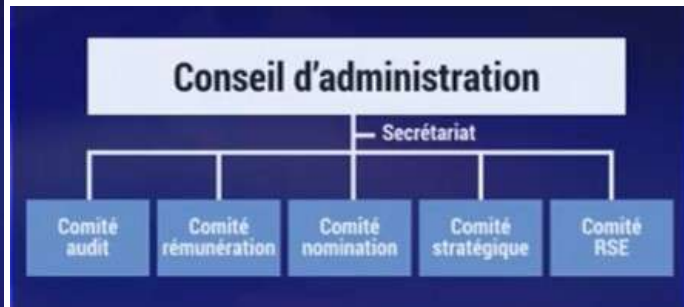 Conseil d'administration
Secrétariat
Comité
audit
Comité
rémunération
Comité
nomination
Comité
stratégique
Comité
RSE